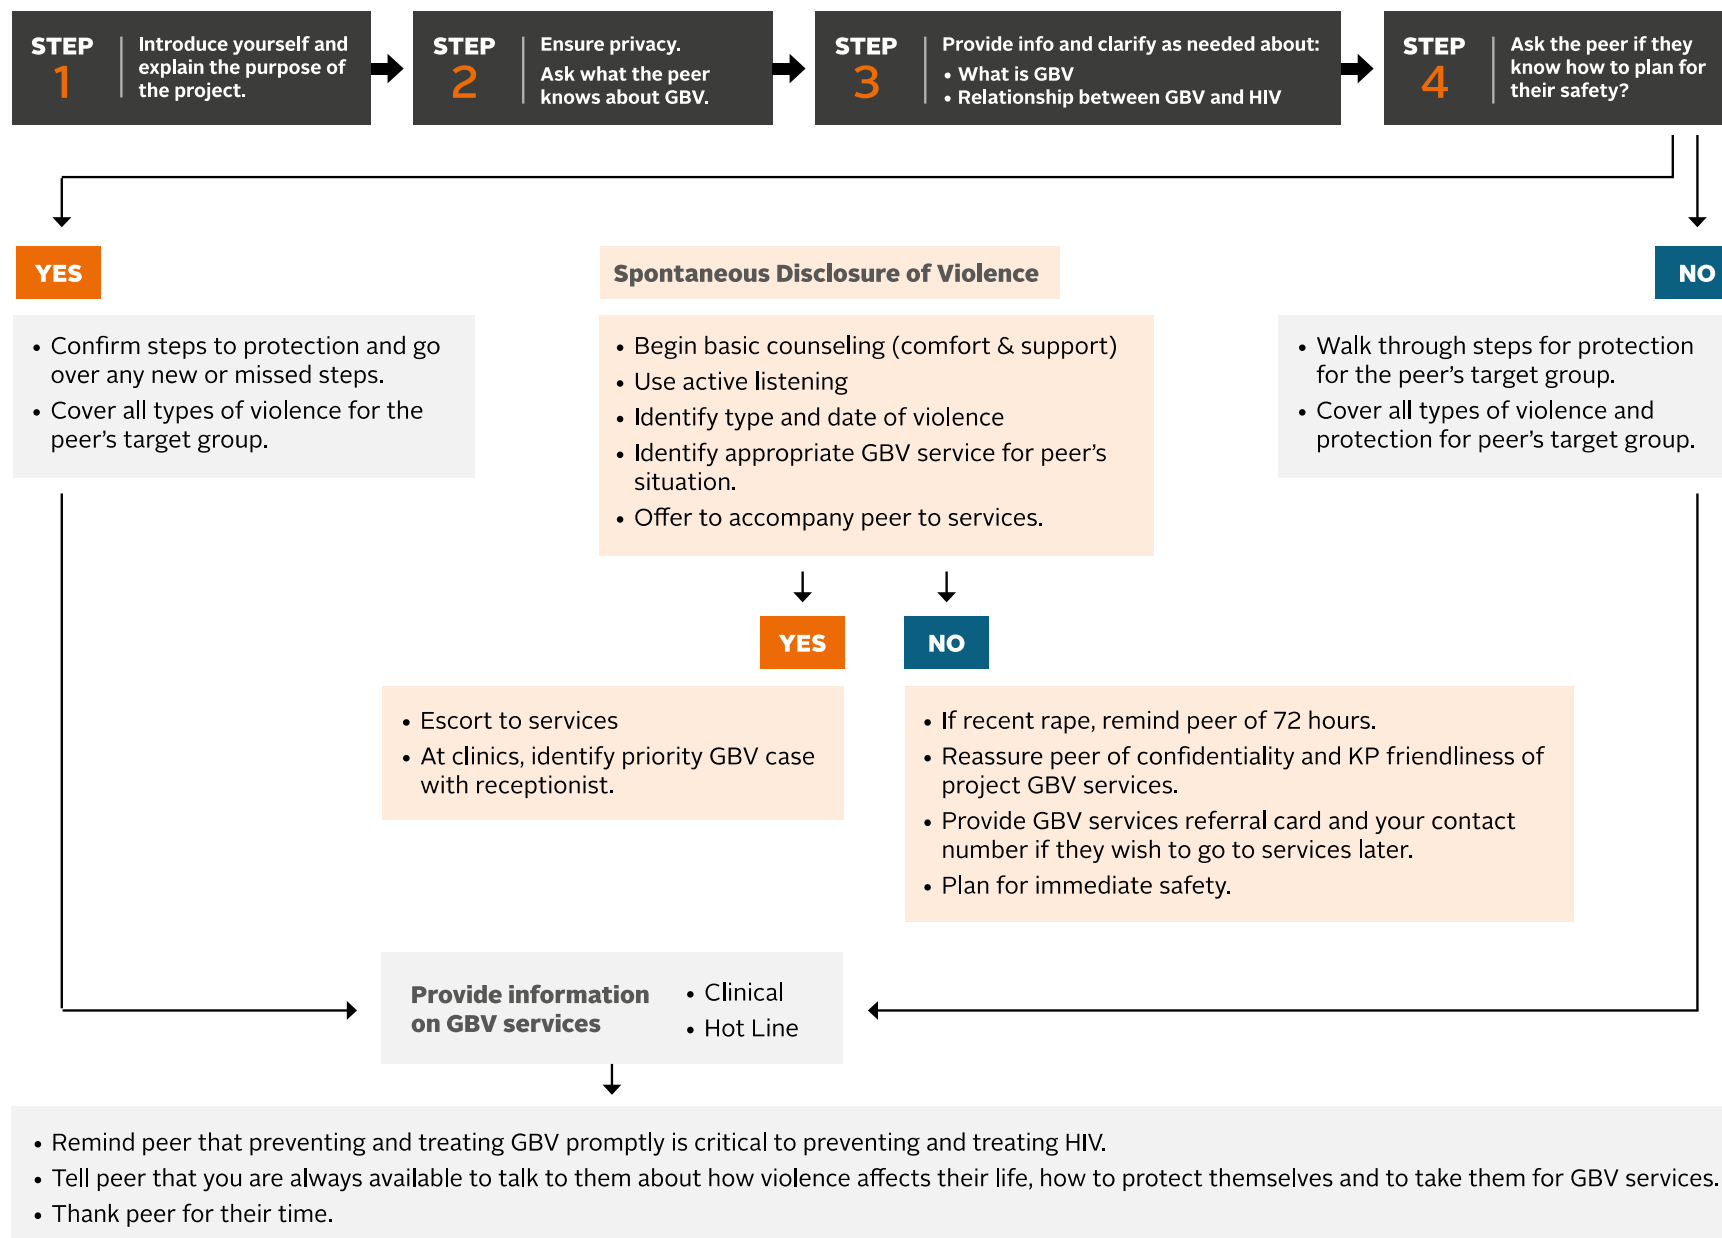 STEP
1
Introduce yourself and
explain the purpose of
the project.
STEP
2
Ensure privacy.
Ask what the peer
knows about GBV.
STEP
3
Provide info and clarify as needed about:
• What is GBV
• Relationship between GBV and HIV
STEP
4
Ask the peer if they
know how to plan for
their safety?
YES
• Confirm steps to protection and go
over any new or missed steps.
• Cover all types of violence for the
peer’s target group.
Spontaneous Disclosure of Violence
• Begin basic counseling (comfort & support)
• Use active listening
• Identify type and date of violence
• Identify appropriate GBV service for peer’s
situation.
• Offer to accompany peer to services.
NO
• Walk through steps for protection
for the peer’s target group.
• Cover all types of violence and
protection for peer’s target group.
YES
• Escort to services
• At clinics, identify priority GBV case
with receptionist.
NO
• If recent rape, remind peer of 72 hours.
• Reassure peer of confidentiality and KP friendliness of
project GBV services.
• Provide GBV services referral card and your contact
number if they wish to go to services later.
• Plan for immediate safety.
Provide information
on GBV services
• Clinical
• Hot Line
• Remind peer that preventing and treating GBV promptly is critical to preventing and treating HIV.
• Tell peer that you are always available to talk to them about how violence affects their life, how to protect themselves and to take them for GBV services.
• Thank peer for their time.